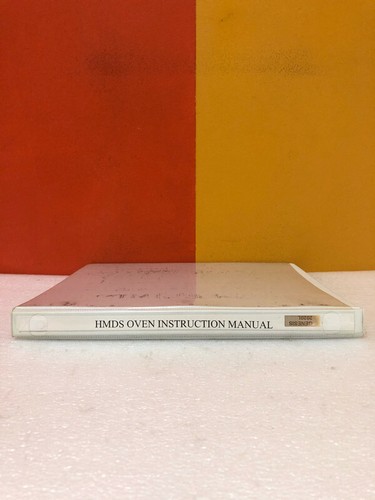 HMDS OVEN INSTRUCTION MANUAL